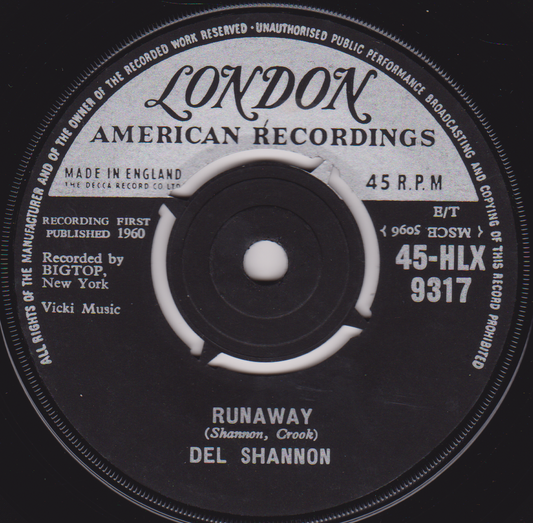 ALL RIGHTS OF THE MANUFACTURER AND OF THE OWNER OF THE RECORDED WORK RESERVED · UNAUTHORISED PUBLIC PERFORMANCE BROADCASTING AND COPYING OF THIS RECORD PROHIBITED
LONDON
AMERICAN RECORDINGS
MADE IN ENGLAND
THE DECCA RECORD CO LTD
45 R.P.M
E/T
RECORDING FIRST
PUBLISHED 1960
MSCE 5096
Recorded by
BIGTOP,
New York
45-HLX
9317
Vicki Music
RUNAWAY
(Shannon, Crook)
DEL SHANNON